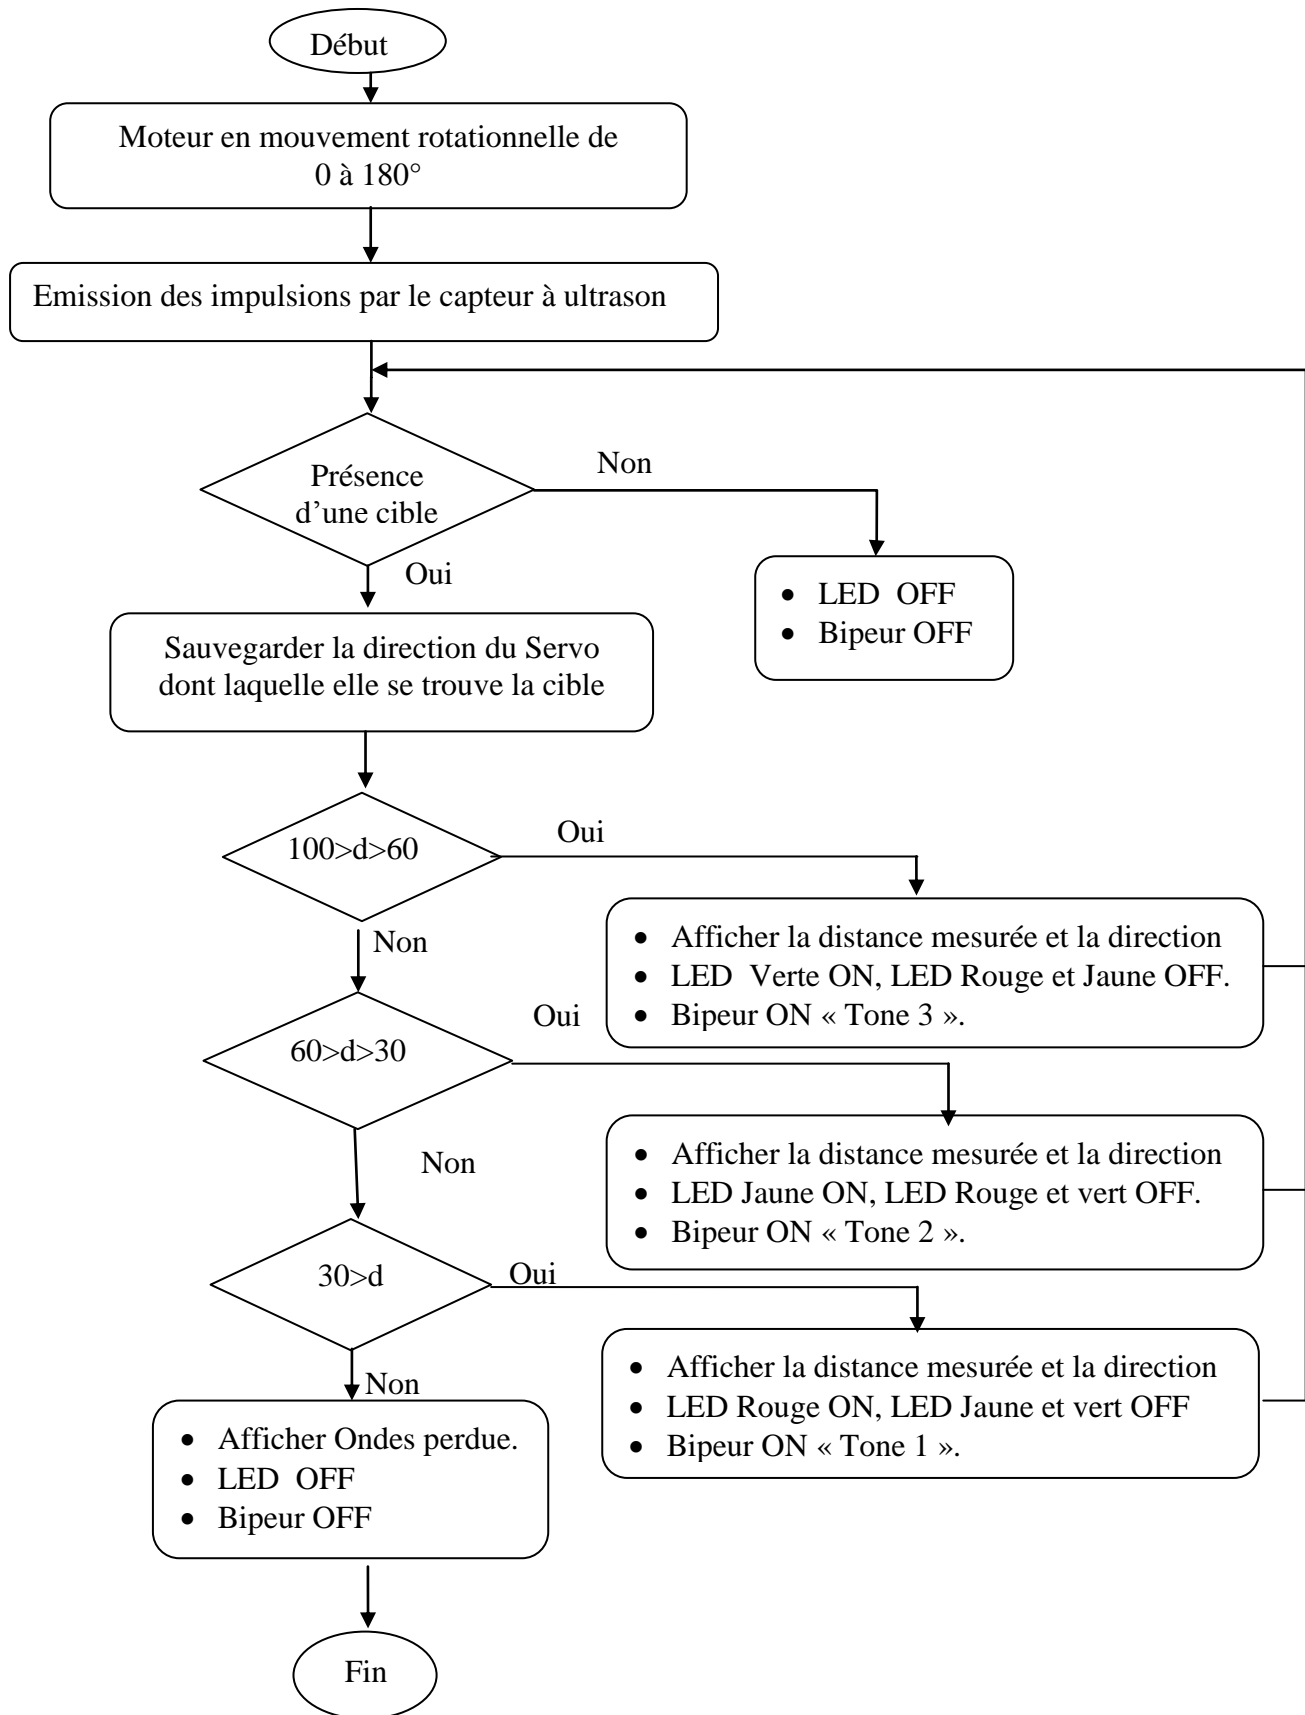 Début
Moteur en mouvement rotationnelle de
0 à 180°
Emission des impulsions par le capteur à ultrason
Présence
d’une cible
Non
Oui
• LED  OFF
• Bipeur OFF
Sauvegarder la direction du Servo
dont laquelle elle se trouve la cible
100>d>60
Oui
Non
• Afficher la distance mesurée et la direction
• LED  Verte ON, LED Rouge et Jaune OFF.
• Bipeur ON « Tone 3 ».
60>d>30
Oui
Non
• Afficher la distance mesurée et la direction
• LED Jaune ON, LED Rouge et vert OFF.
• Bipeur ON « Tone 2 ».
30>d
Oui
Non
• Afficher la distance mesurée et la direction
• LED Rouge ON, LED Jaune et vert OFF
• Bipeur ON « Tone 1 ».
• Afficher Ondes perdue.
• LED  OFF
• Bipeur OFF
Fin